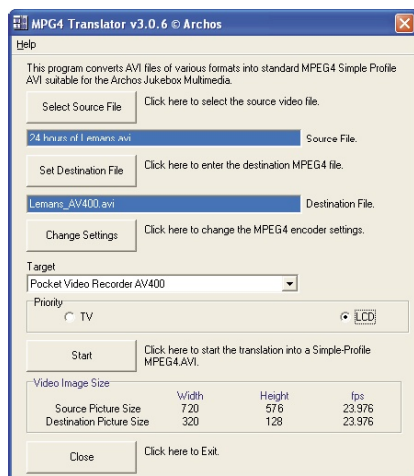 MPG4 Translator v3.0.6 © Archos
Help
This program converts AVI files of various formats into standard MPEG4 Simple Profile
AVI suitable for the Archos Jukebox Multimedia.
Select Source File
Click here to select the source video file.
24 hours of Lemans.avi
Source File.
Set Destination File
Click here to enter the destination MPEG4 file.
Lemans_AV400.avi
Destination File.
Change Settings
Click here to change the MPEG4 encoder settings.
Target
Pocket Video Recorder AV400
Priority
TV
LCD
Start
Click here to start the translation into a Simple-Profile
MPEG4.AVI.
Video Image Size
Width Height fps
Source Picture Size 720 576 23.976
Destination Picture Size 320 128 23.976
Close
Click here to Exit.